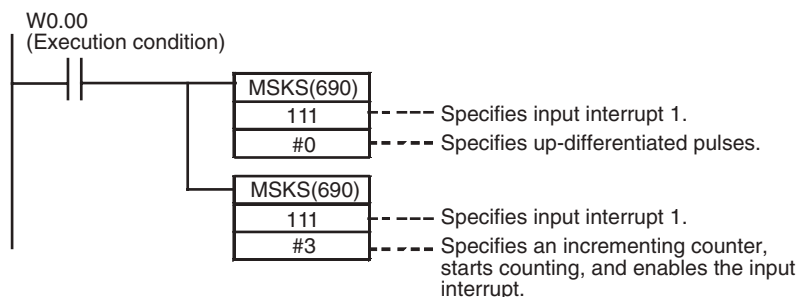 W0.00
(Execution condition)
MSKS(690)
111
Specifies input interrupt 1.
#0
Specifies up-differentiated pulses.
MSKS(690)
111
Specifies input interrupt 1.
#3
Specifies an incrementing counter,
starts counting, and enables the input
interrupt.